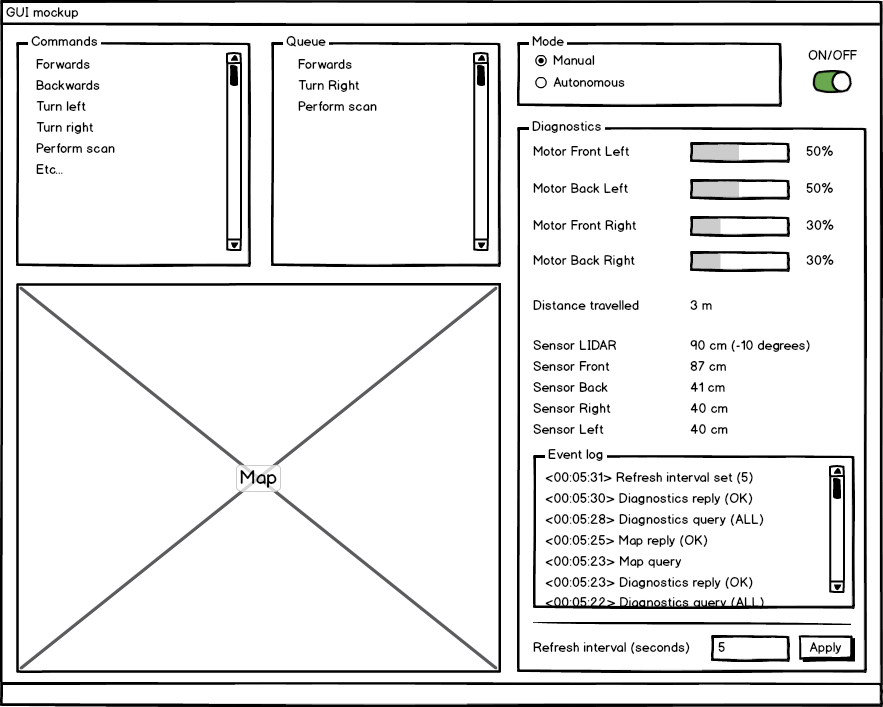 GUI mockup
Commands
Forwards
Backwards
Turn left
Turn right
Perform scan
Etc...
Queue
Forwards
Turn Right
Perform scan
Mode
Manual
Autonomous
ON/OFF
Diagnostics
Motor Front Left 50%
Motor Back Left 50%
Motor Front Right 30%
Motor Back Right 30%
Distance travelled 3 m
Sensor LIDAR 90 cm (-10 degrees)
Sensor Front 87 cm
Sensor Back 41 cm
Sensor Right 40 cm
Sensor Left 40 cm
Event log
<00:05:31> Refresh interval set (5)
<00:05:30> Diagnostics reply (OK)
<00:05:28> Diagnostics query (ALL)
<00:05:25> Map reply (OK)
<00:05:23> Map query
<00:05:23> Diagnostics reply (OK)
<00:05:22> Diagnostics query (ALL)
Refresh interval (seconds) 5 Apply
Map